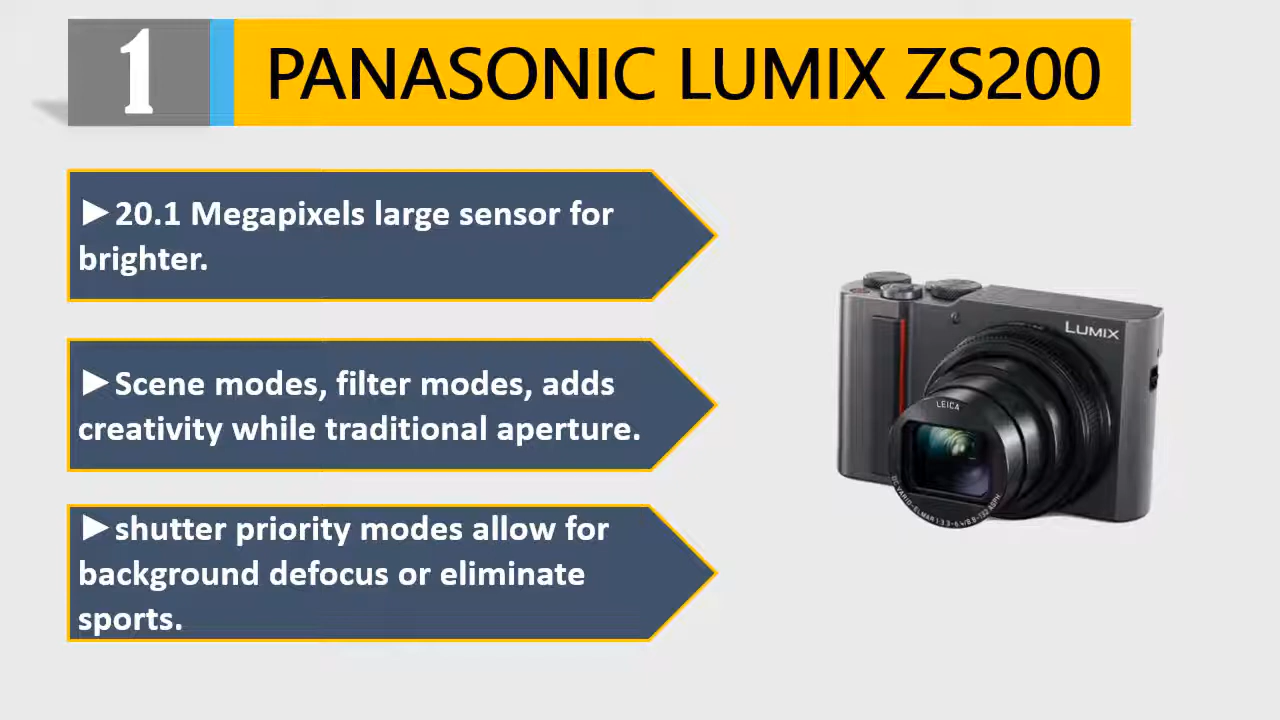 1
PANASONIC LUMIX ZS200
►20.1 Megapixels large sensor for
brighter.
►Scene modes, filter modes, adds
creativity while traditional aperture.
►shutter priority modes allow for
background defocus or eliminate
sports.
LUMIX
LEICA